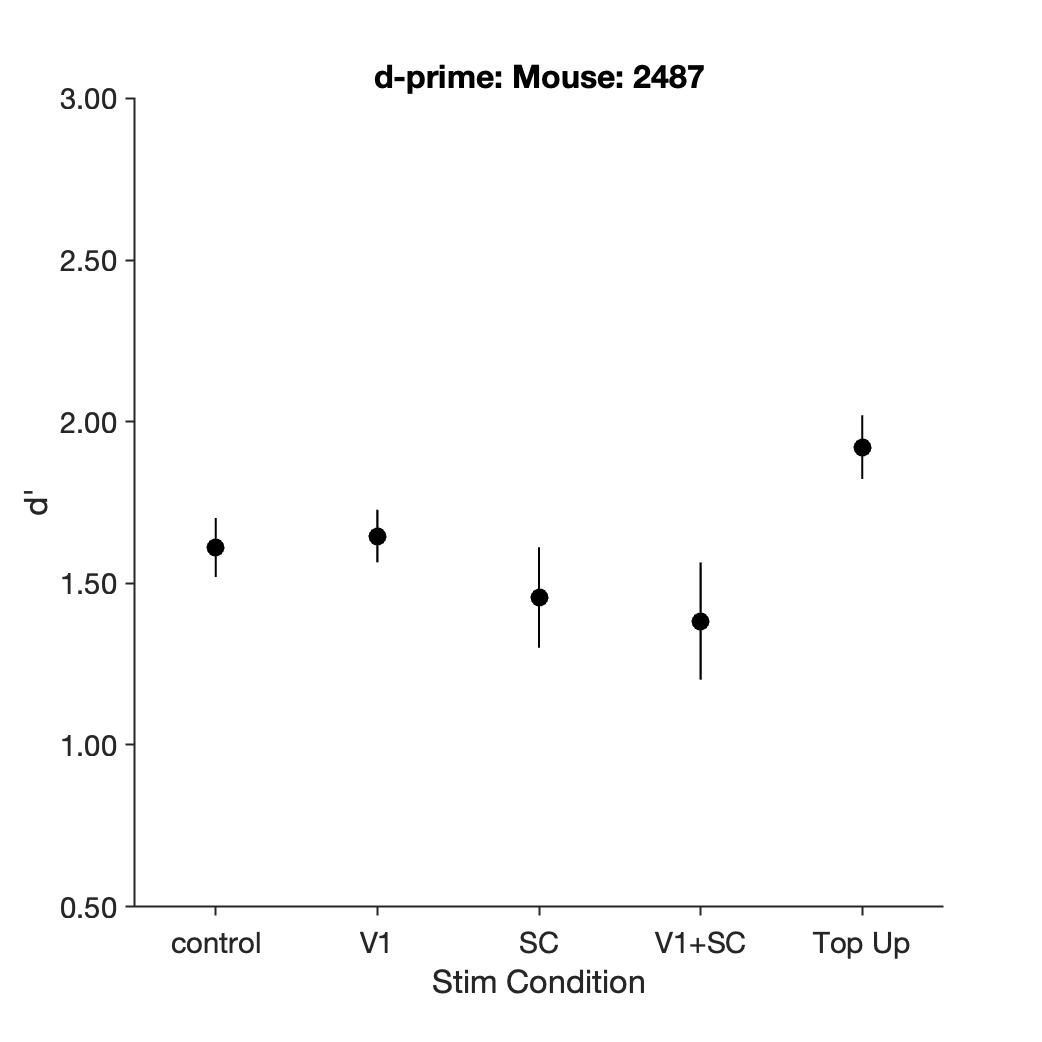 d-prime: Mouse: 2487
3.00
2.50
2.00
1.50
1.00
0.50
d'
control V1 SC V1+SC Top Up
Stim Condition